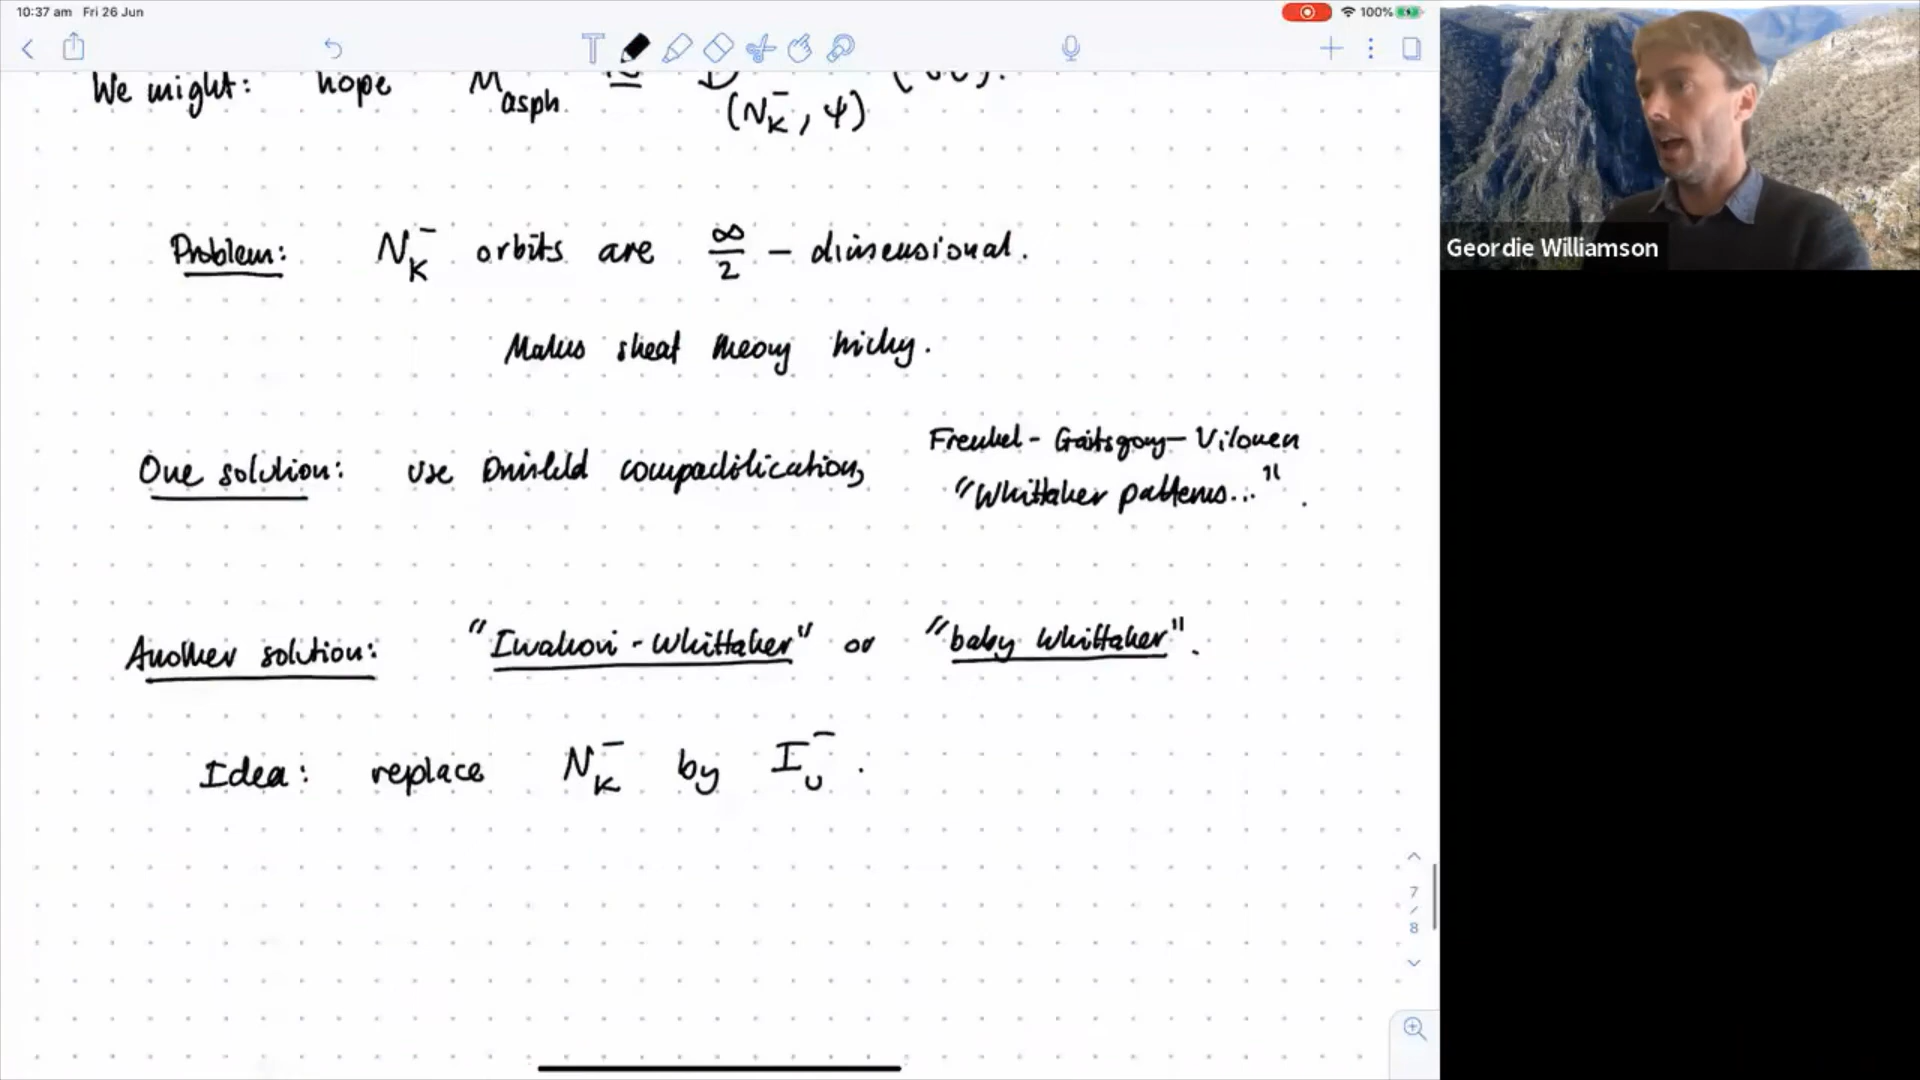 10:37 am Fri 26 Jun
100%
We might: hope M_asph ≅ D_(N_K^-, ψ)
Problem: N_K^- orbits are ∞/2 - dimensional.
Makes sheaf theory tricky.
One solution: use Drinfeld compactification, Frenkel - Gaitsgory - Vilonen
"Whittaker patterns..." .
Another solution: "Iwahori - Whittaker" or "baby Whittaker".
Idea: replace N_K^- by I_u^- .
7
/
8
Geordie Williamson